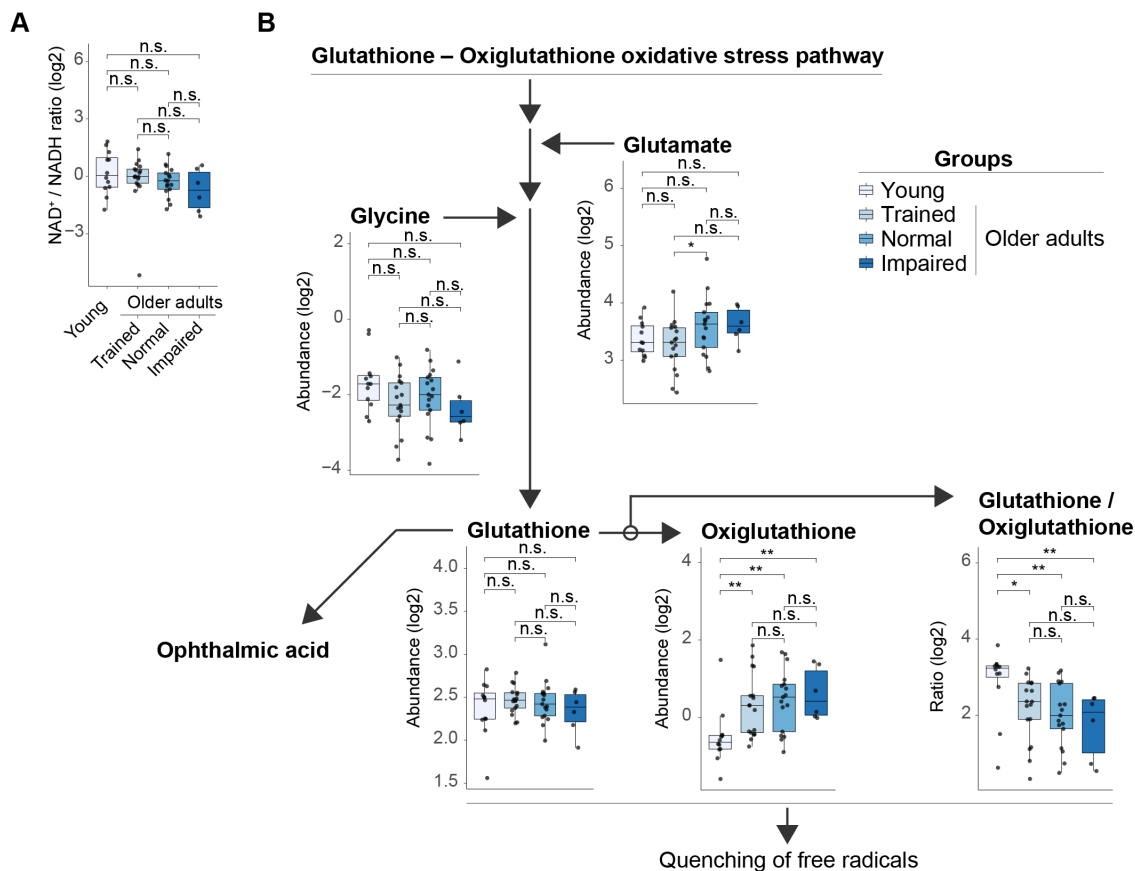 A
B
n.s.
n.s.
n.s.
n.s.
n.s.
n.s.
NAD⁺ / NADH ratio (log2)
6
3
0
−3
Young
Trained
Normal
Impaired
Older adults
Glutathione – Oxiglutathione oxidative stress pathway
Glutamate
n.s.
n.s.
n.s.
n.s.
n.s.
*
Abundance (log2)
6
5
4
3
Groups
Young
Trained
Normal
Impaired
Older adults
Glycine
n.s.
n.s.
n.s.
n.s.
n.s.
n.s.
Abundance (log2)
2
0
−2
−4
Glutathione
n.s.
n.s.
n.s.
n.s.
n.s.
n.s.
Abundance (log2)
4.0
3.5
3.0
2.5
2.0
1.5
Ophthalmic acid
Oxiglutathione
**
**
**
n.s.
n.s.
n.s.
Abundance (log2)
4
2
0
Glutathione /
Oxiglutathione
**
**
*
n.s.
n.s.
n.s.
Ratio (log2)
6
4
2
Quenching of free radicals